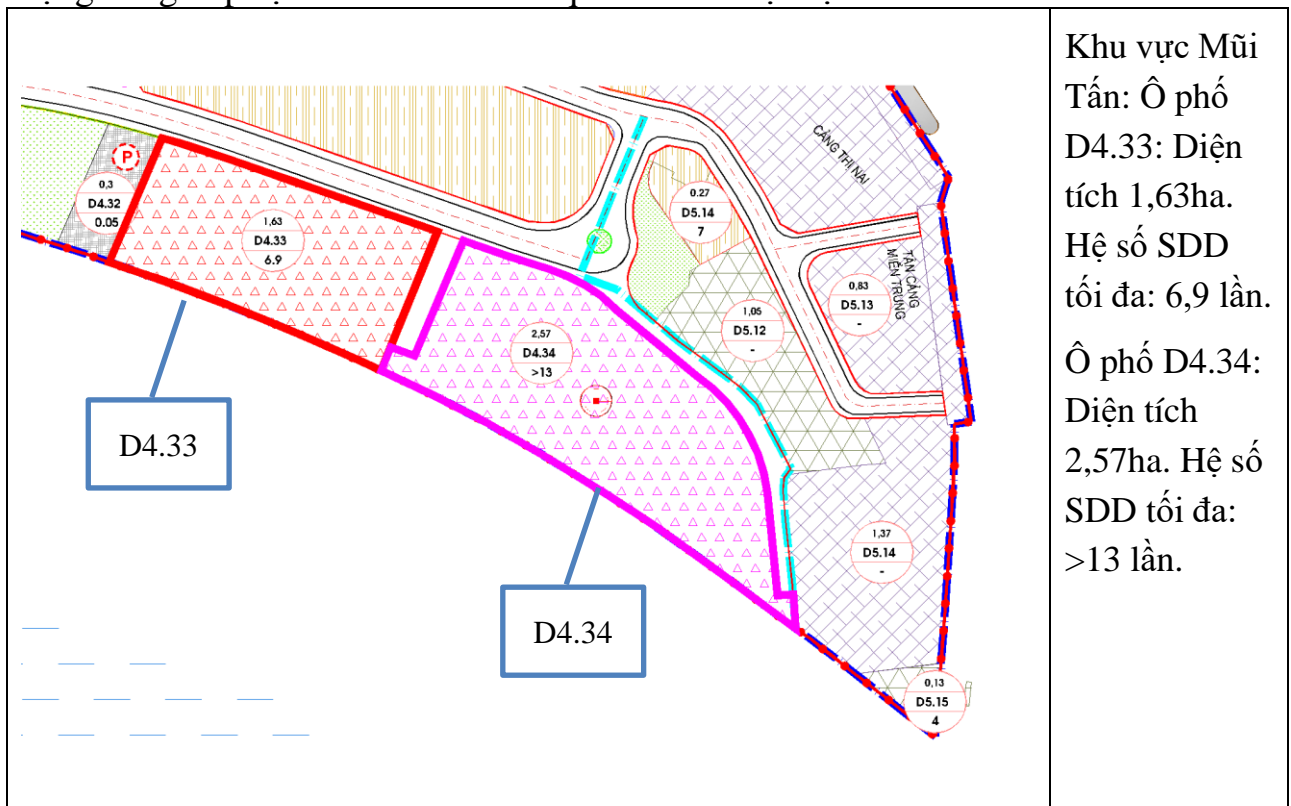 Khu vực Mũi
Tấn: Ô phố
D4.33: Diện
tích 1,63ha.
Hệ số SDD
tối đa: 6,9 lần.
Ô phố D4.34:
Diện tích
2,57ha. Hệ số
SDD tối đa:
>13 lần.
CẢNG THỊ NẠI
P
0,3
D4.32
0.05
1,63
D4.33
6.9
0.27
D5.14
7
TÂN CẢNG
MIỀN TRUNG
0,83
D5.13
-
1,05
D5.12
-
2,57
D4.34
>13
D4.33
1,37
D5.14
-
D4.34
0,13
D5.15
4